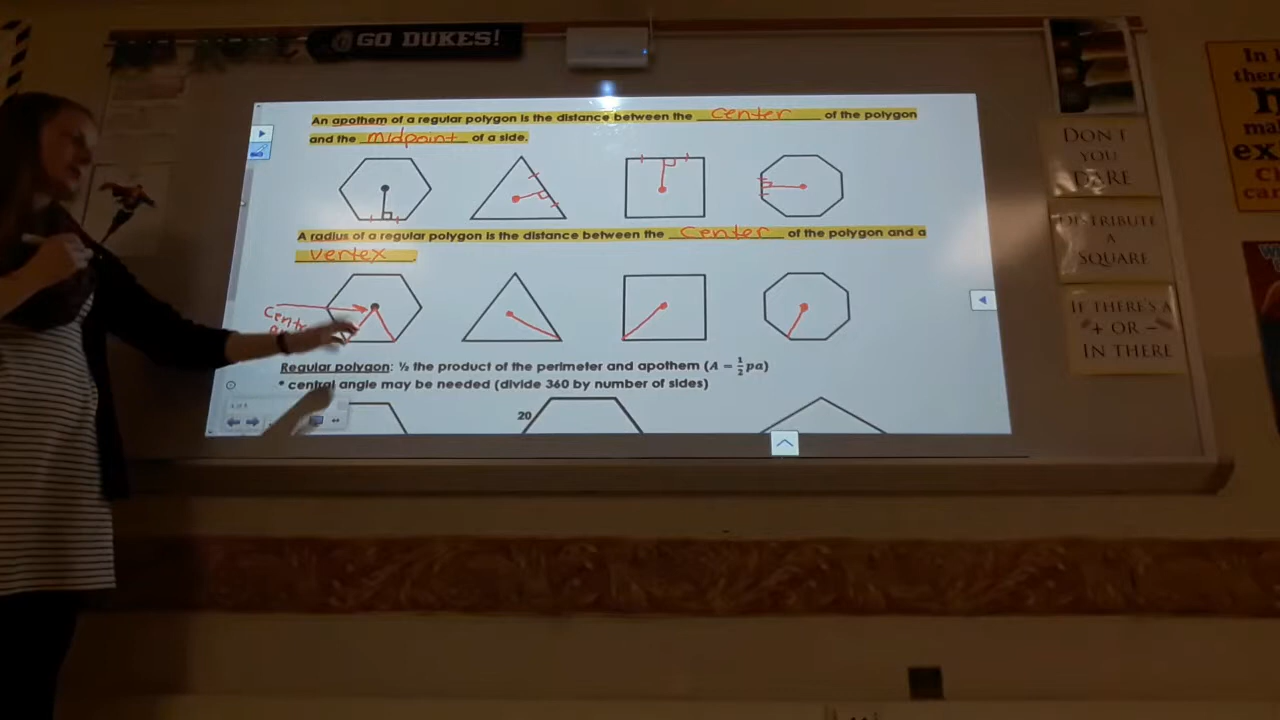 GO DUKES!
An apothem of a regular polygon is the distance between the center of the polygon
and the midpoint of a side.
A radius of a regular polygon is the distance between the center of the polygon and a
vertex.
Regular polygon: ½ the product of the perimeter and apothem (A = 1/2 pa)
* central angle may be needed (divide 360 by number of sides)
20
DON'T
YOU
DARE
DISTRIBUTE
A
SQUARE
IF THERE'S A
+ OR -
IN THERE
In